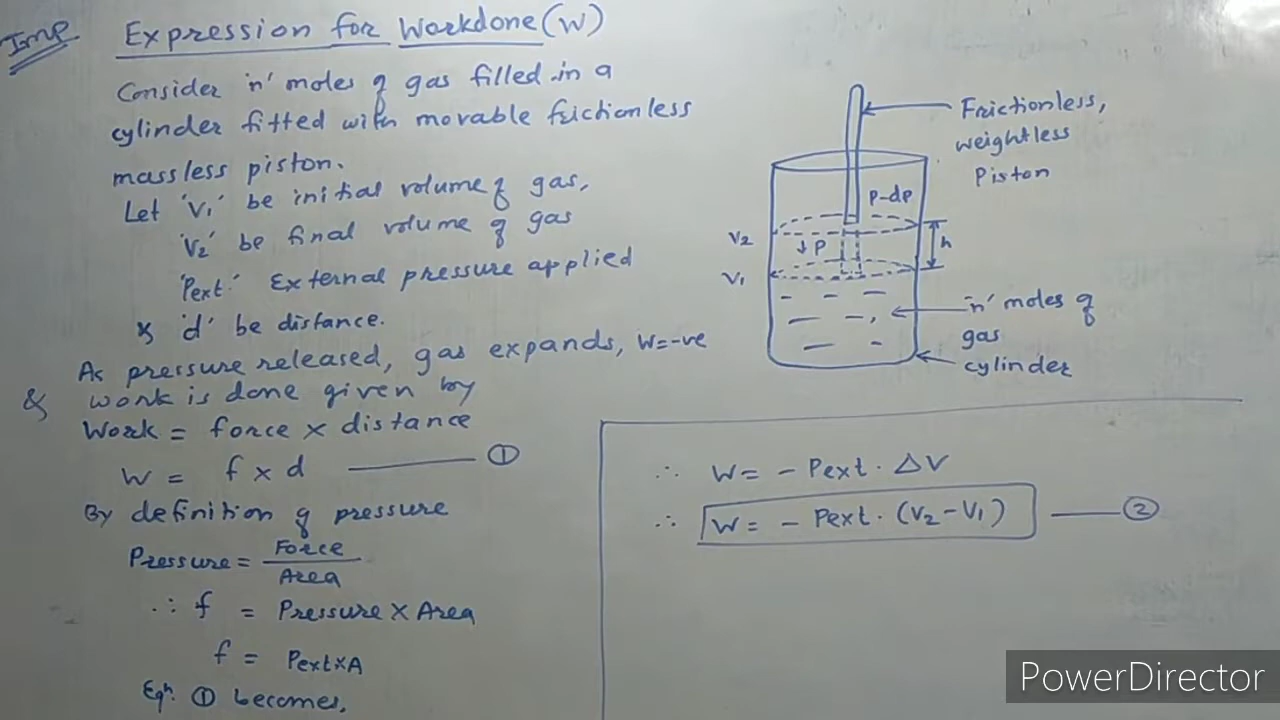 Imp
Expression for Workdone (W)
Consider 'n' moles of gas filled in a
cylinder fitted with movable frictionless
massless piston.
Let 'V₁' be initial volume of gas,
'V₂' be final volume of gas
'Pext.' External pressure applied
& 'd' be distance.
As pressure released, gas expands, W=-ve
& work is done given by
Work = force x distance
W = f x d ——— ①
By definition of pressure
Pressure = Force / Area
∴ f = Pressure x Area
f = Pext x A
Eqn. ① becomes,
Frictionless,
weightless
Piston
P-dp
V₂
↓ P
h
V₁
'n' moles of
gas
cylinder
∴ W = - Pext. ΔV
∴ W = - Pext. (V₂ - V₁) ——— ②
PowerDirector